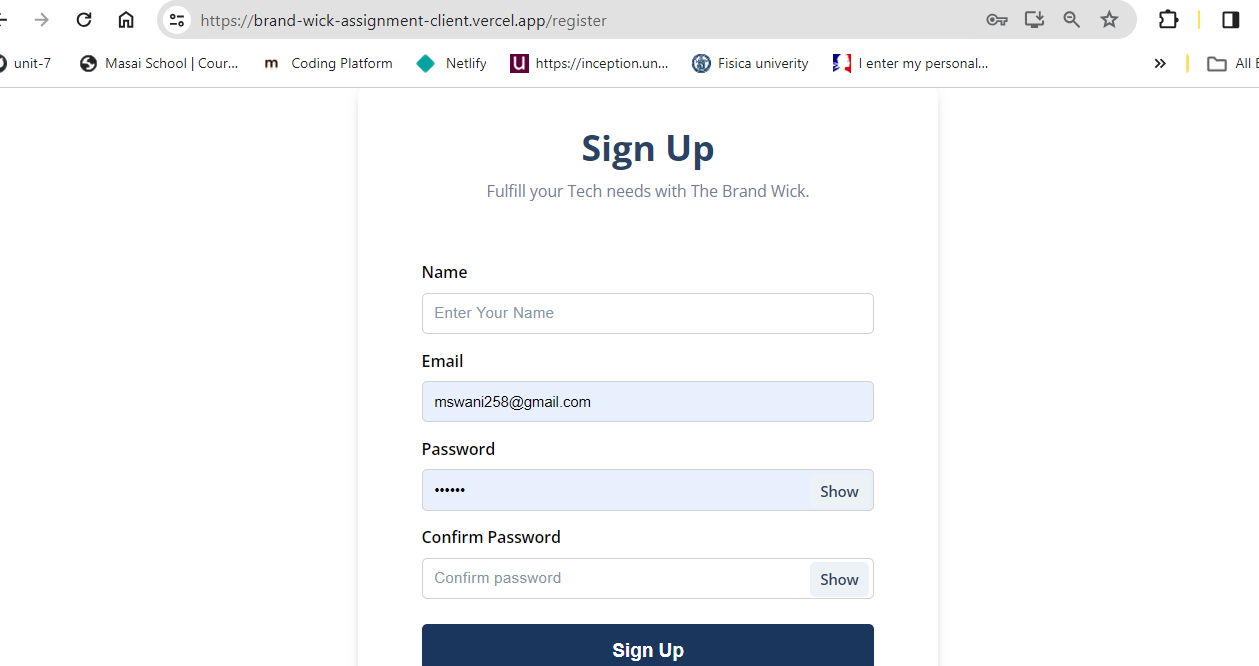 https://brand-wick-assignment-client.vercel.app/register
unit-7 Masai School | Cour... m Coding Platform Netlify U https://inception.un... Fisica univerity I enter my personal... » All
Sign Up
Fulfill your Tech needs with The Brand Wick.
Name
Enter Your Name
Email
mswani258@gmail.com
Password
•••••• Show
Confirm Password
Confirm password Show
Sign Up